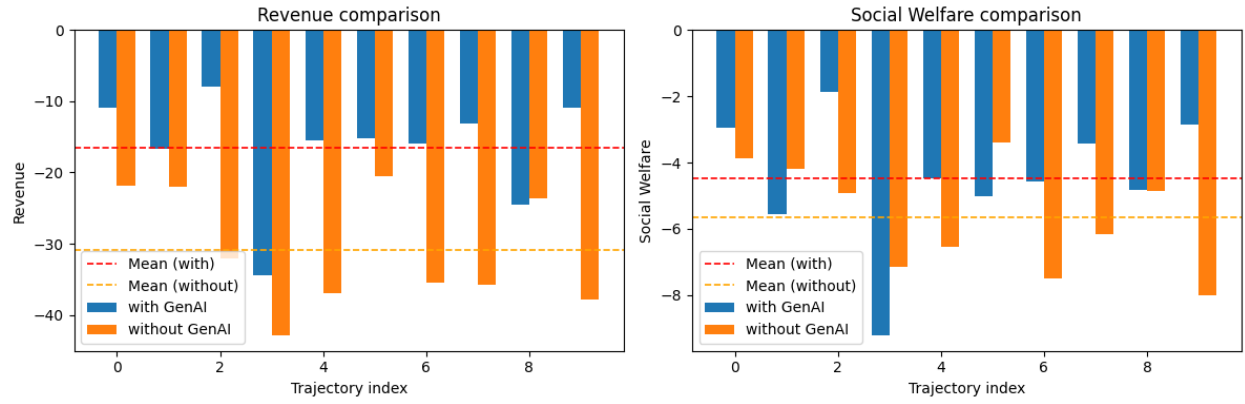 Revenue comparison
0
−10
−20
−30
−40
Revenue
Mean (with)
Mean (without)
with GenAI
without GenAI
0 2 4 6 8
Trajectory index
Social Welfare comparison
0
−2
−4
−6
−8
Social Welfare
Mean (with)
Mean (without)
with GenAI
without GenAI
0 2 4 6 8
Trajectory index